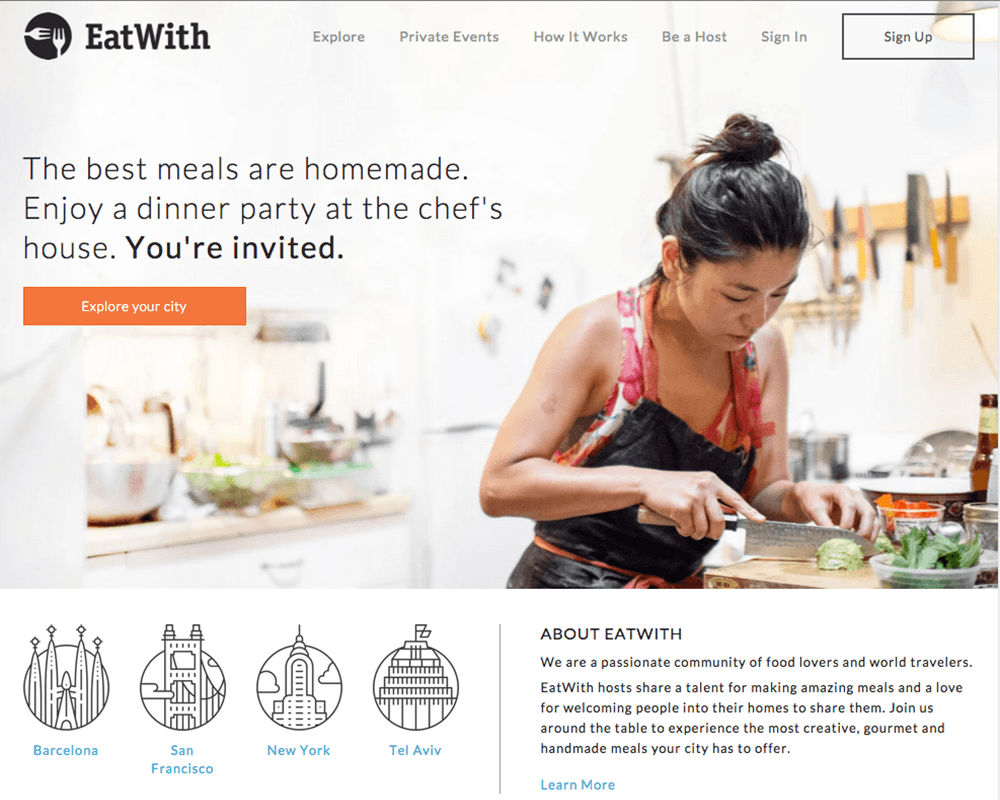 EatWith
Explore Private Events How It Works Be a Host Sign In Sign Up
The best meals are homemade.
Enjoy a dinner party at the chef's
house. You're invited.
Explore your city
Barcelona
San
Francisco
New York
Tel Aviv
ABOUT EATWITH
We are a passionate community of food lovers and world travelers.
EatWith hosts share a talent for making amazing meals and a love
for welcoming people into their homes to share them. Join us
around the table to experience the most creative, gourmet and
handmade meals your city has to offer.
Learn More